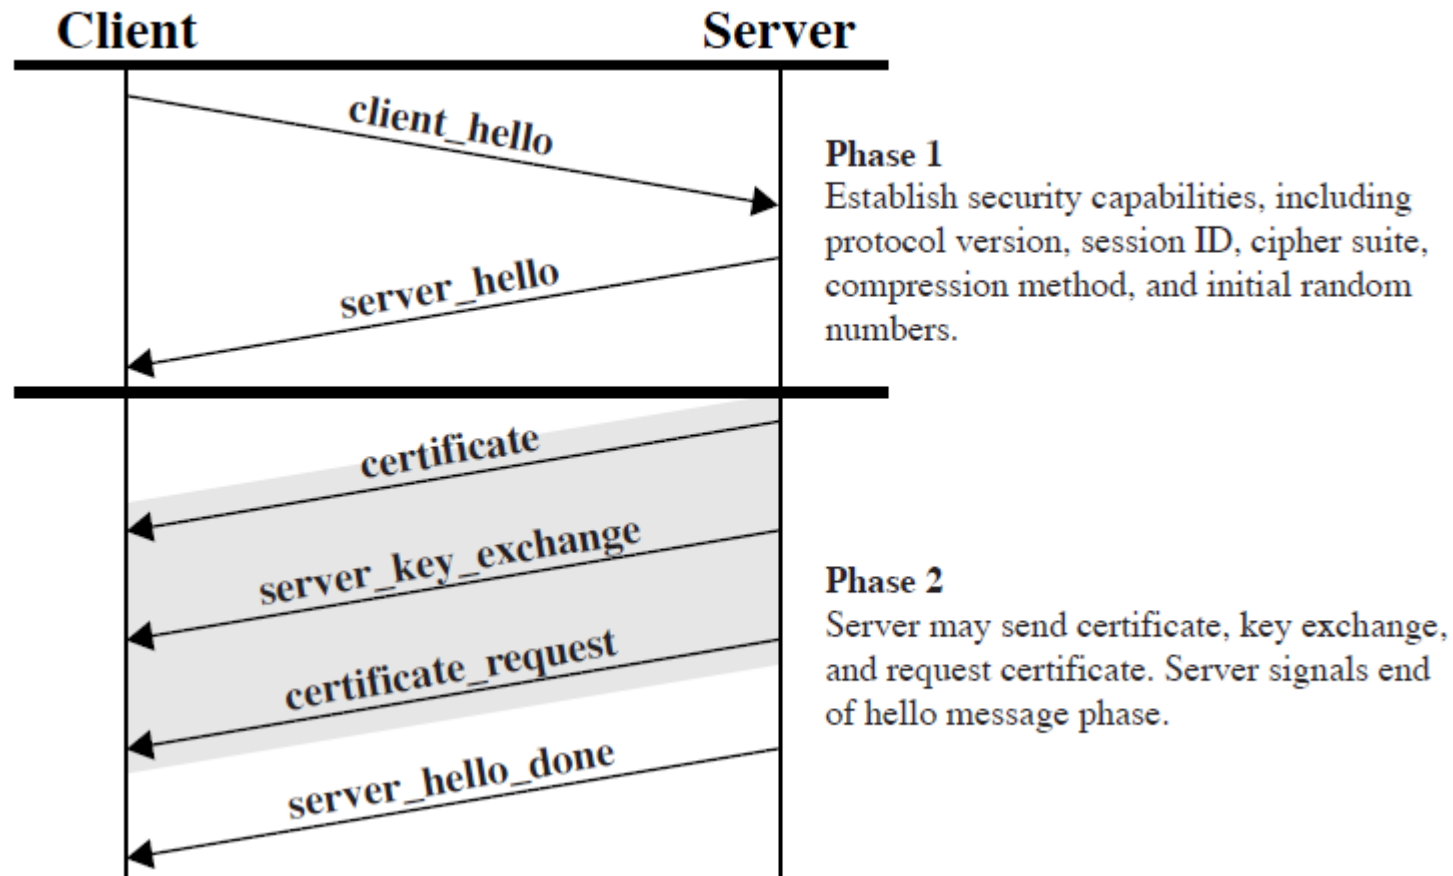 Client
Server
client_hello
Phase 1
Establish security capabilities, including
protocol version, session ID, cipher suite,
compression method, and initial random
numbers.
server_hello
certificate
server_key_exchange
certificate_request
server_hello_done
Phase 2
Server may send certificate, key exchange,
and request certificate. Server signals end
of hello message phase.